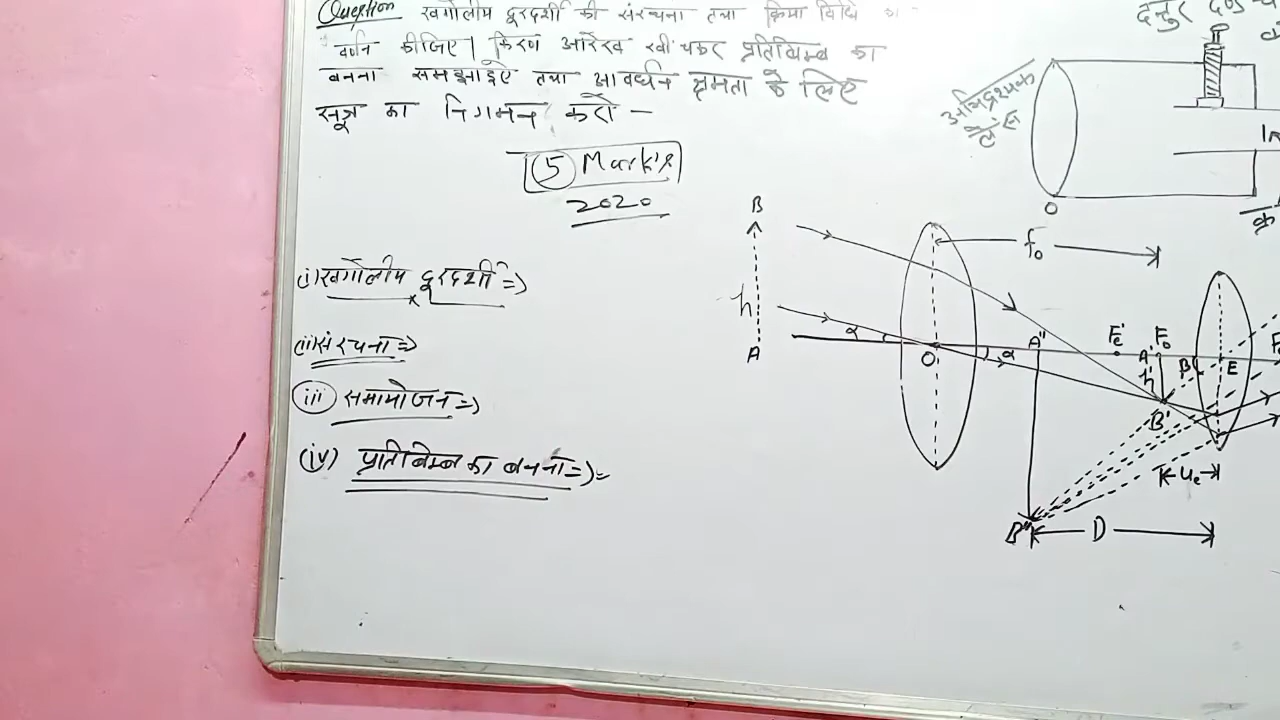 Question खगोलीय दूरदर्शी की संरचना तथा क्रिया विधि का
वर्णन कीजिए। किरण आरेख खींचकर प्रतिबिम्ब का
बनना समझाइए तथा आवर्धन क्षमता के लिए
सूत्र का निगमन करो —
5 Marks
2020
(i) खगोलीय दूरदर्शी ⇒
(ii) संरचना ⇒
(iii) समायोजन ⇒
(iv) प्रतिबिम्ब का बनना ⇒
अभिदृश्यक
लेंस
O
B
h
A
α
O
α
f₀
A"
Fe'
F₀
A'
h'
B'
β
E
uₑ
B"
D